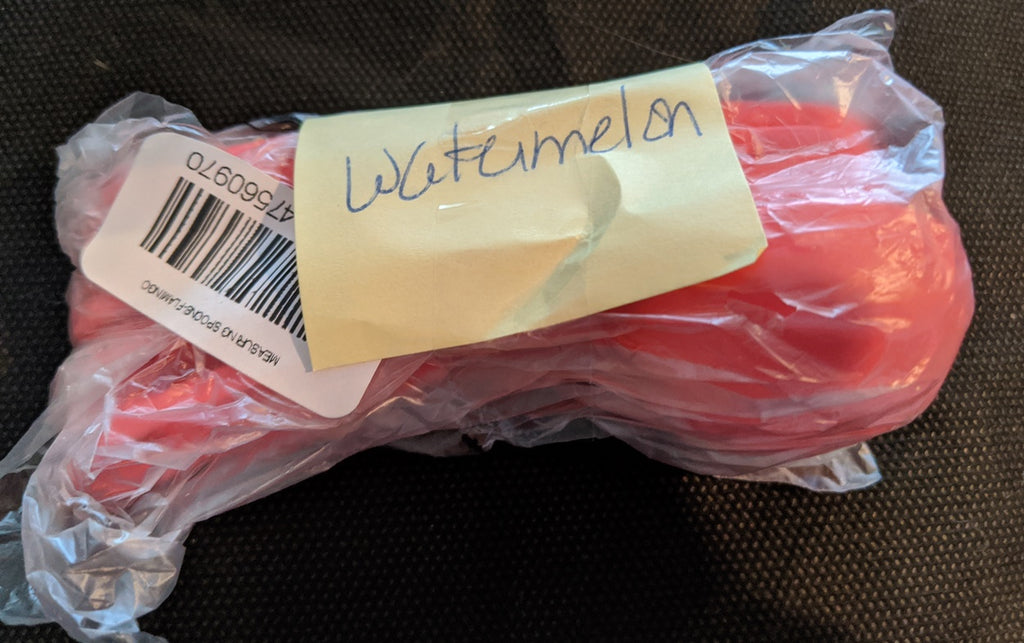 Watermelon
47560970
MEASURING SPOONS-FLAMINGO